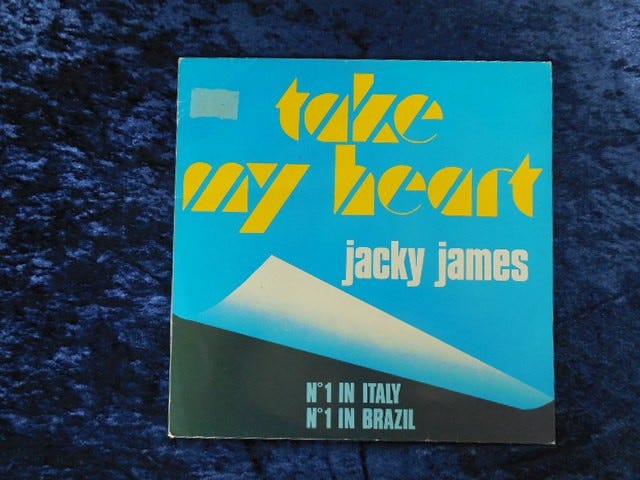 take
my heart
jacky james
N°1 IN ITALY
N°1 IN BRAZIL